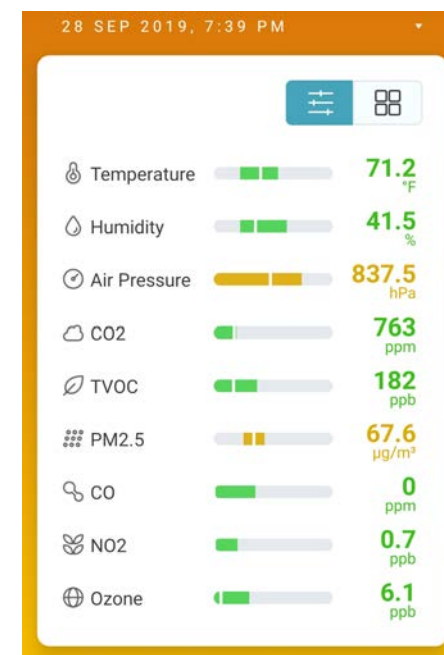 28 SEP 2019, 7:39 PM
Temperature 71.2
°F
Humidity 41.5
%
Air Pressure 837.5
hPa
CO2 763
ppm
TVOC 182
ppb
PM2.5 67.6
µg/m³
CO 0
ppm
NO2 0.7
ppb
Ozone 6.1
ppb